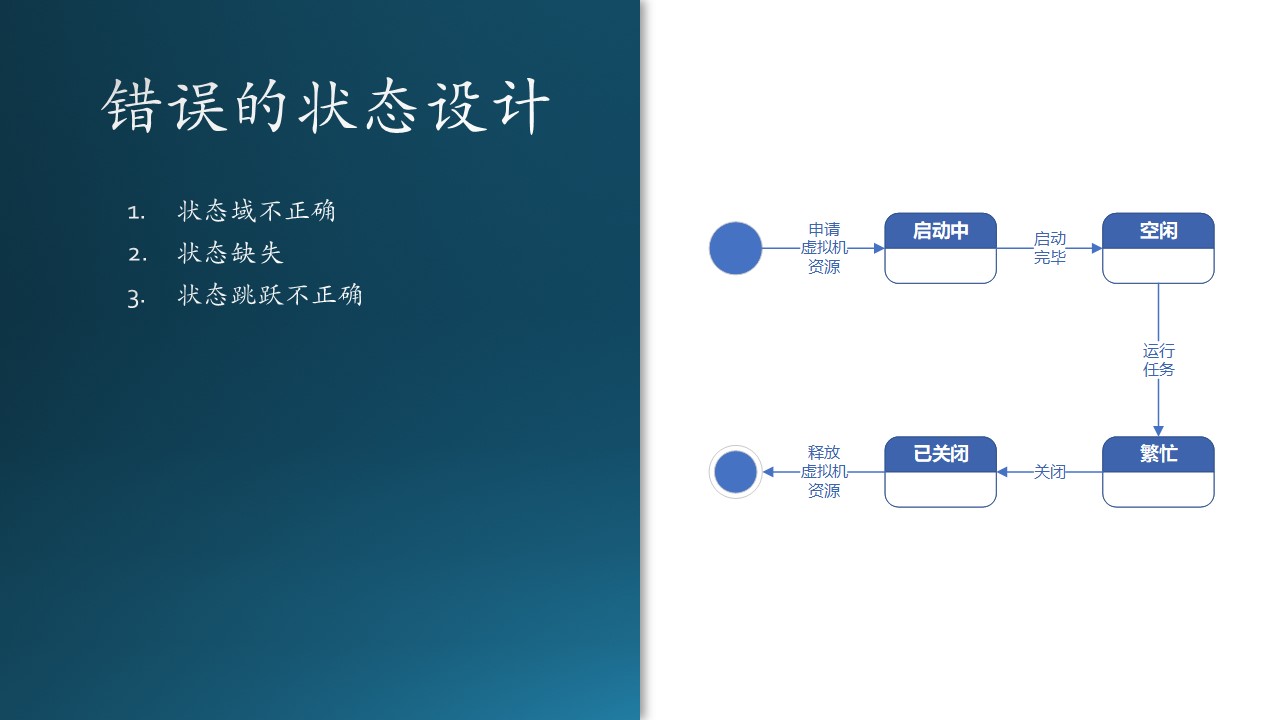 错误的状态设计
1. 状态域不正确
2. 状态缺失
3. 状态跳跃不正确
申请
虚拟机
资源
启动中
启动
完毕
空闲
运行
任务
释放
虚拟机
资源
已关闭
关闭
繁忙